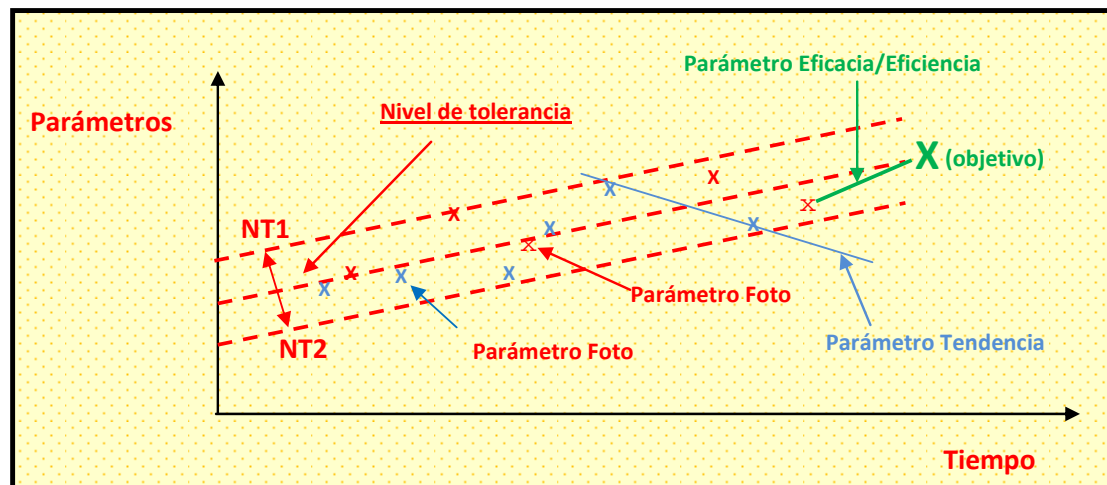 Parámetro Eficacia/Eficiencia
Nivel de tolerancia
Parámetros
X (objetivo)
X
X
X
X
x
NT1
X
X
x
X
X
X
X
Parámetro Foto
NT2
Parámetro Foto
Parámetro Tendencia
Tiempo